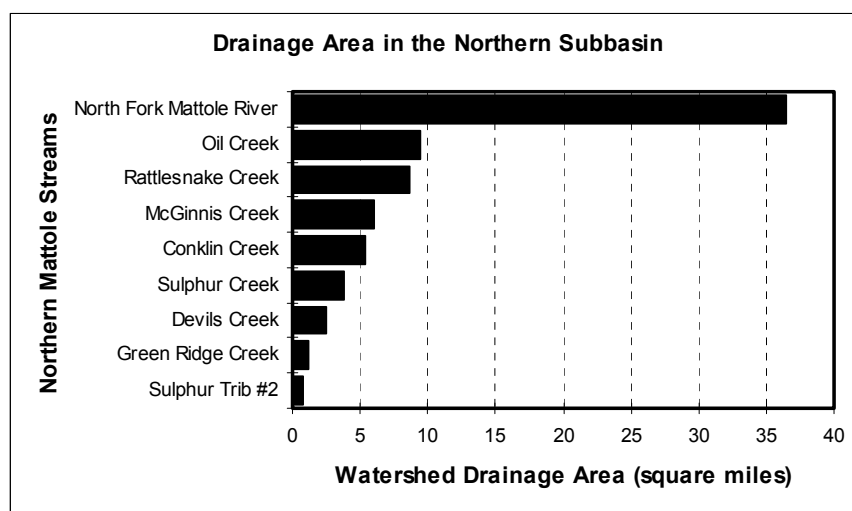 Drainage Area in the Northern Subbasin
Northern Mattole Streams
North Fork Mattole River
Oil Creek
Rattlesnake Creek
McGinnis Creek
Conklin Creek
Sulphur Creek
Devils Creek
Green Ridge Creek
Sulphur Trib #2
0 5 10 15 20 25 30 35 40
Watershed Drainage Area (square miles)